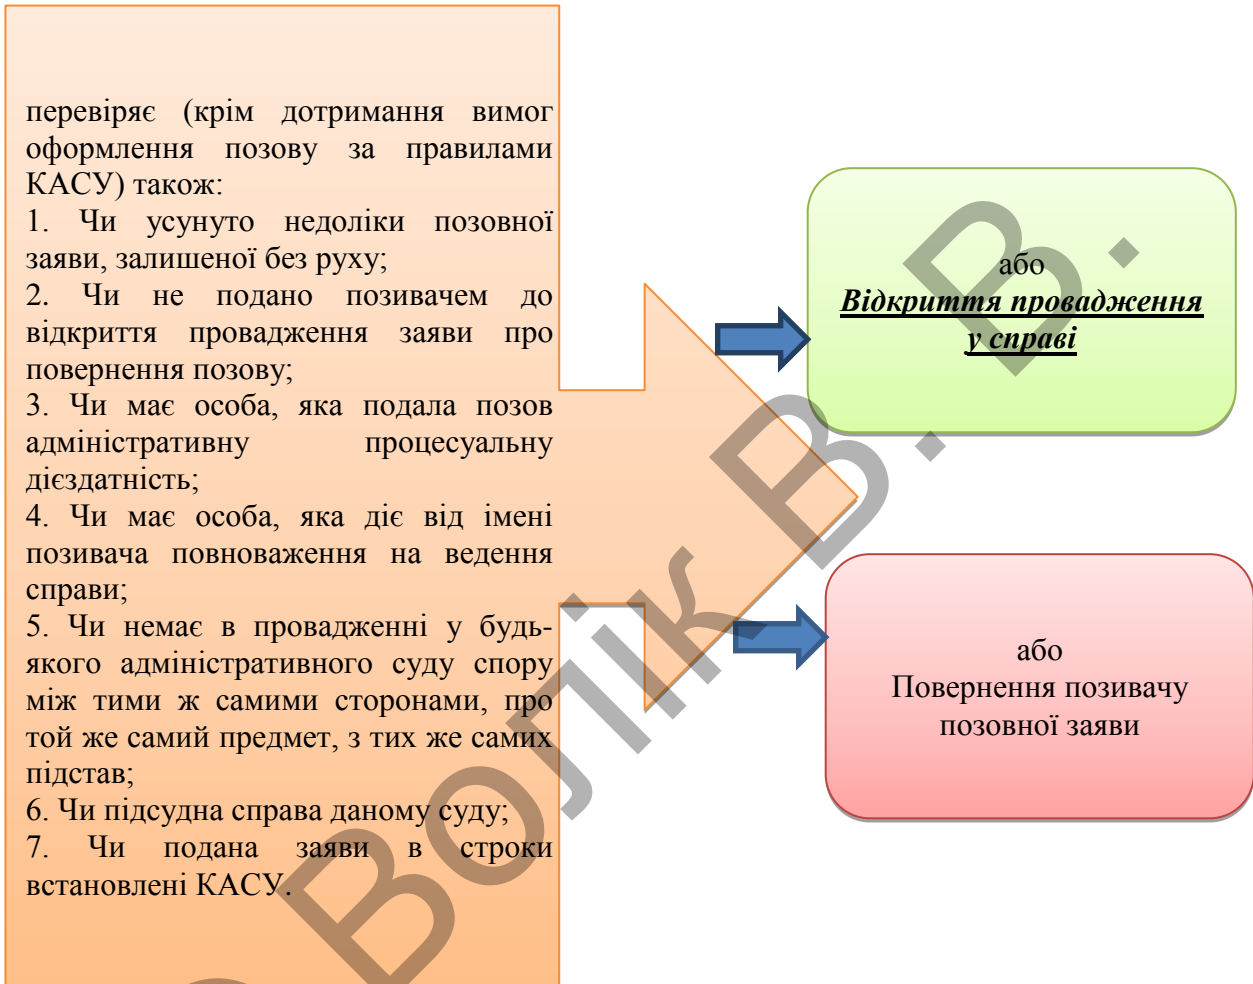 перевіряє (крім дотримання вимог
оформлення позову за правилами
КАСУ) також:
1. Чи усунуто недоліки позовної
заяви, залишеної без руху;
2. Чи не подано позивачем до
відкриття провадження заяви про
повернення позову;
3. Чи має особа, яка подала позов
адміністративну процесуальну
дієздатність;
4. Чи має особа, яка діє від імені
позивача повноваження на ведення
справи;
5. Чи немає в провадженні у будь-
якого адміністративного суду спору
між тими ж самими сторонами, про
той же самий предмет, з тих же самих
підстав;
6. Чи підсудна справа даному суду;
7. Чи подана заяви в строки
встановлені КАСУ.
або
Відкриття провадження
у справі
або
Повернення позивачу
позовної заяви
Волік В. В.